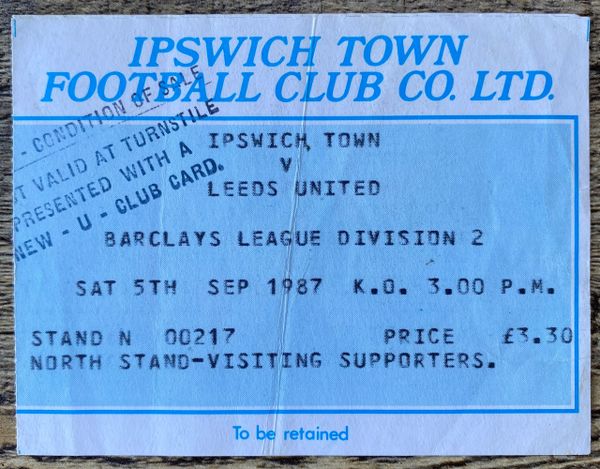 IPSWICH TOWN
FOOTBALL CLUB CO. LTD.
- CONDITION OF SALE
VALID AT TURNSTILE
PRESENTED WITH A
NEW - U - CLUB CARD.
IPSWICH TOWN
V
LEEDS UNITED
BARCLAYS LEAGUE DIVISION 2
SAT 5TH SEP 1987 K.O. 3.00 P.M.
STAND N 00217 PRICE £3.30
NORTH STAND-VISITING SUPPORTERS.
To be retained